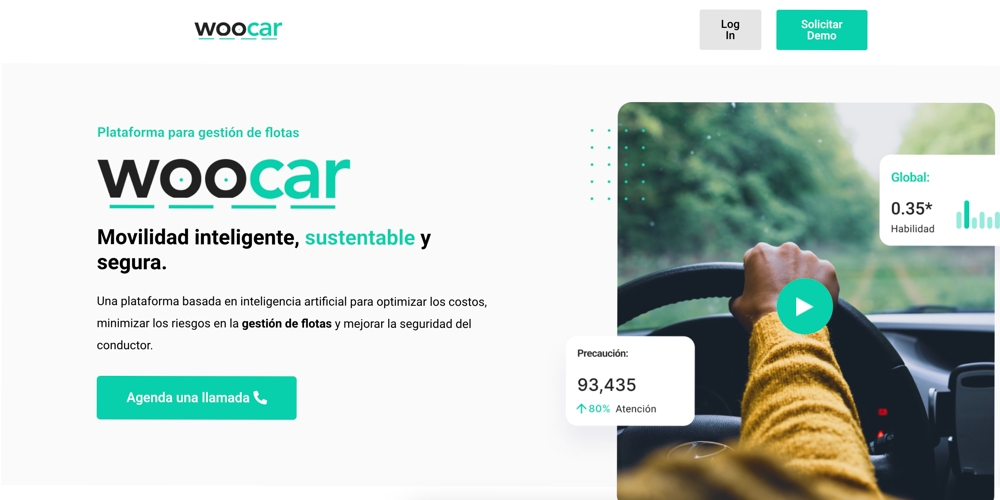 woocar
Log
In
Solicitar
Demo
Plataforma para gestión de flotas
woocar
Movilidad inteligente, sustentable y
segura.
Una plataforma basada en inteligencia artificial para optimizar los costos,
minimizar los riesgos en la gestión de flotas y mejorar la seguridad del
conductor.
Agenda una llamada
Global:
0.35*
Habilidad
Precaución:
93,435
80% Atención